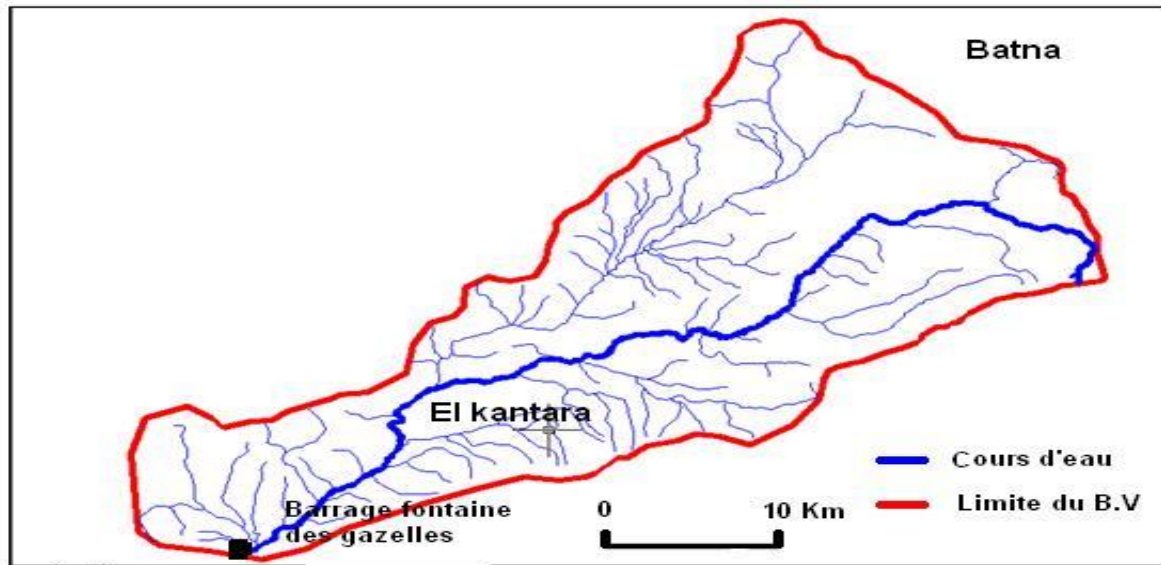 Batna
El kantara
Cours d'eau
Limite du B.V
Barrage fontaine
des gazelles
0 10 Km